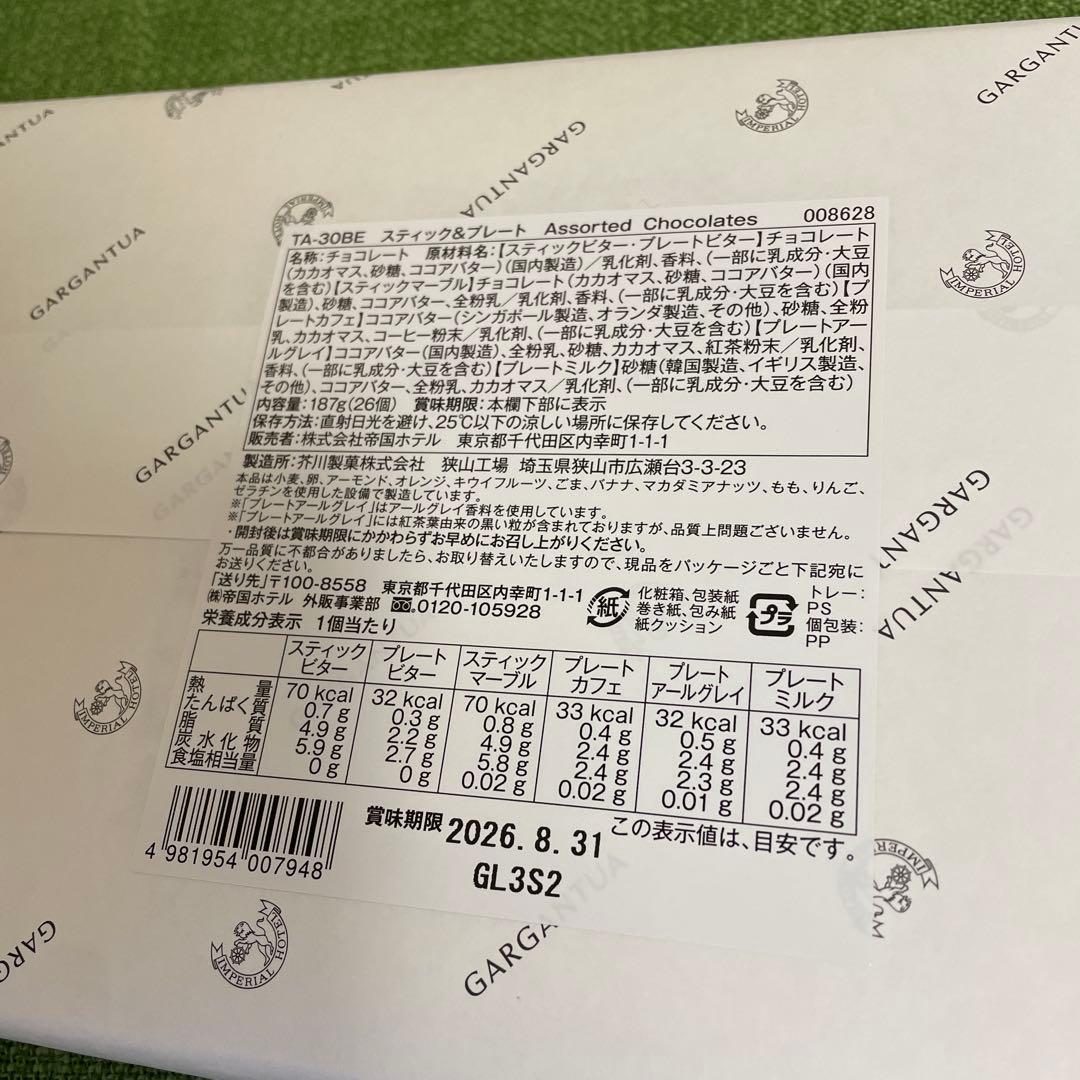 GARGANTUA
IMPERIAL HOTEL
GARGANTUA
GARGANTUA
IMPERIAL HOTEL
GARGANTUA
IMPERIAL HOTEL
TA-30BE スティック&プレート Assorted Chocolates 008628
名称:チョコレート 原材料名:【スティックビター・プレートビター】チョコレート
(カカオマス、砂糖、ココアバター)(国内製造)/乳化剤、香料、(一部に乳成分・大豆
を含む)【スティックマーブル】チョコレート(カカオマス、砂糖、ココアバター)(国内
製造)、砂糖、ココアバター、全粉乳/乳化剤、香料、(一部に乳成分・大豆を含む)【プ
レートカフェ】ココアバター(シンガポール製造、オランダ製造、その他)、砂糖、全粉
乳、カカオマス、コーヒー粉末/乳化剤、(一部に乳成分・大豆を含む)【プレートアー
ルグレイ】ココアバター(国内製造)、全粉乳、砂糖、カカオマス、紅茶粉末/乳化剤、
香料、(一部に乳成分・大豆を含む)【プレートミルク】砂糖(韓国製造、イギリス製造、
その他)、ココアバター、全粉乳、カカオマス/乳化剤、(一部に乳成分・大豆を含む)
内容量:187g(26個) 賞味期限:本欄下部に表示
保存方法:直射日光を避け、25℃以下の涼しい場所に保存してください。
販売者:株式会社帝国ホテル 東京都千代田区内幸町1-1-1
製造所:芥川製菓株式会社 狭山工場 埼玉県狭山市広瀬台3-3-23
本品は小麦、卵、アーモンド、オレンジ、キウイフルーツ、ごま、バナナ、マカダミアナッツ、もも、りんご、
ゼラチンを使用した設備で製造しています。
※「プレートアールグレイ」はアールグレイ香料を使用しています。
※「プレートアールグレイ」には紅茶葉由来の黒い粒が含まれておりますが、品質上問題ございません。
・開封後は賞味期限にかかわらずお早めにお召し上がりください。
万一品質に不都合がありましたら、お取り替えいたしますので、現品をパッケージごと下記宛に
お送りください。
「送り先」〒100-8558 東京都千代田区内幸町1-1-1
㈱帝国ホテル 外販事業部 0120-105928
紙 化粧箱、包装紙
巻き紙、包み紙
紙クッション
プラ トレー:
PS
個包装:
PP
栄養成分表示 1個当たり
スティックビター プレートビター スティックマーブル プレートカフェ プレートアールグレイ プレートミルク
熱量 70 kcal 32 kcal 70 kcal 33 kcal 32 kcal 33 kcal
たんぱく質 0.7 g 0.3 g 0.8 g 0.4 g 0.5 g 0.4 g
脂質 4.9 g 2.2 g 4.9 g 2.4 g 2.4 g 2.4 g
炭水化物 5.9 g 2.7 g 5.8 g 2.4 g 2.3 g 2.4 g
食塩相当量 0 g 0 g 0.02 g 0.02 g 0.01 g 0.02 g
4 981954 007948
賞味期限 2026.8.31 この表示値は、目安です。
GL3S2
GARGANTUA
GARGANTUA
IMPERIAL HOTEL
IMPERIAL HOTEL
GARGANTUA